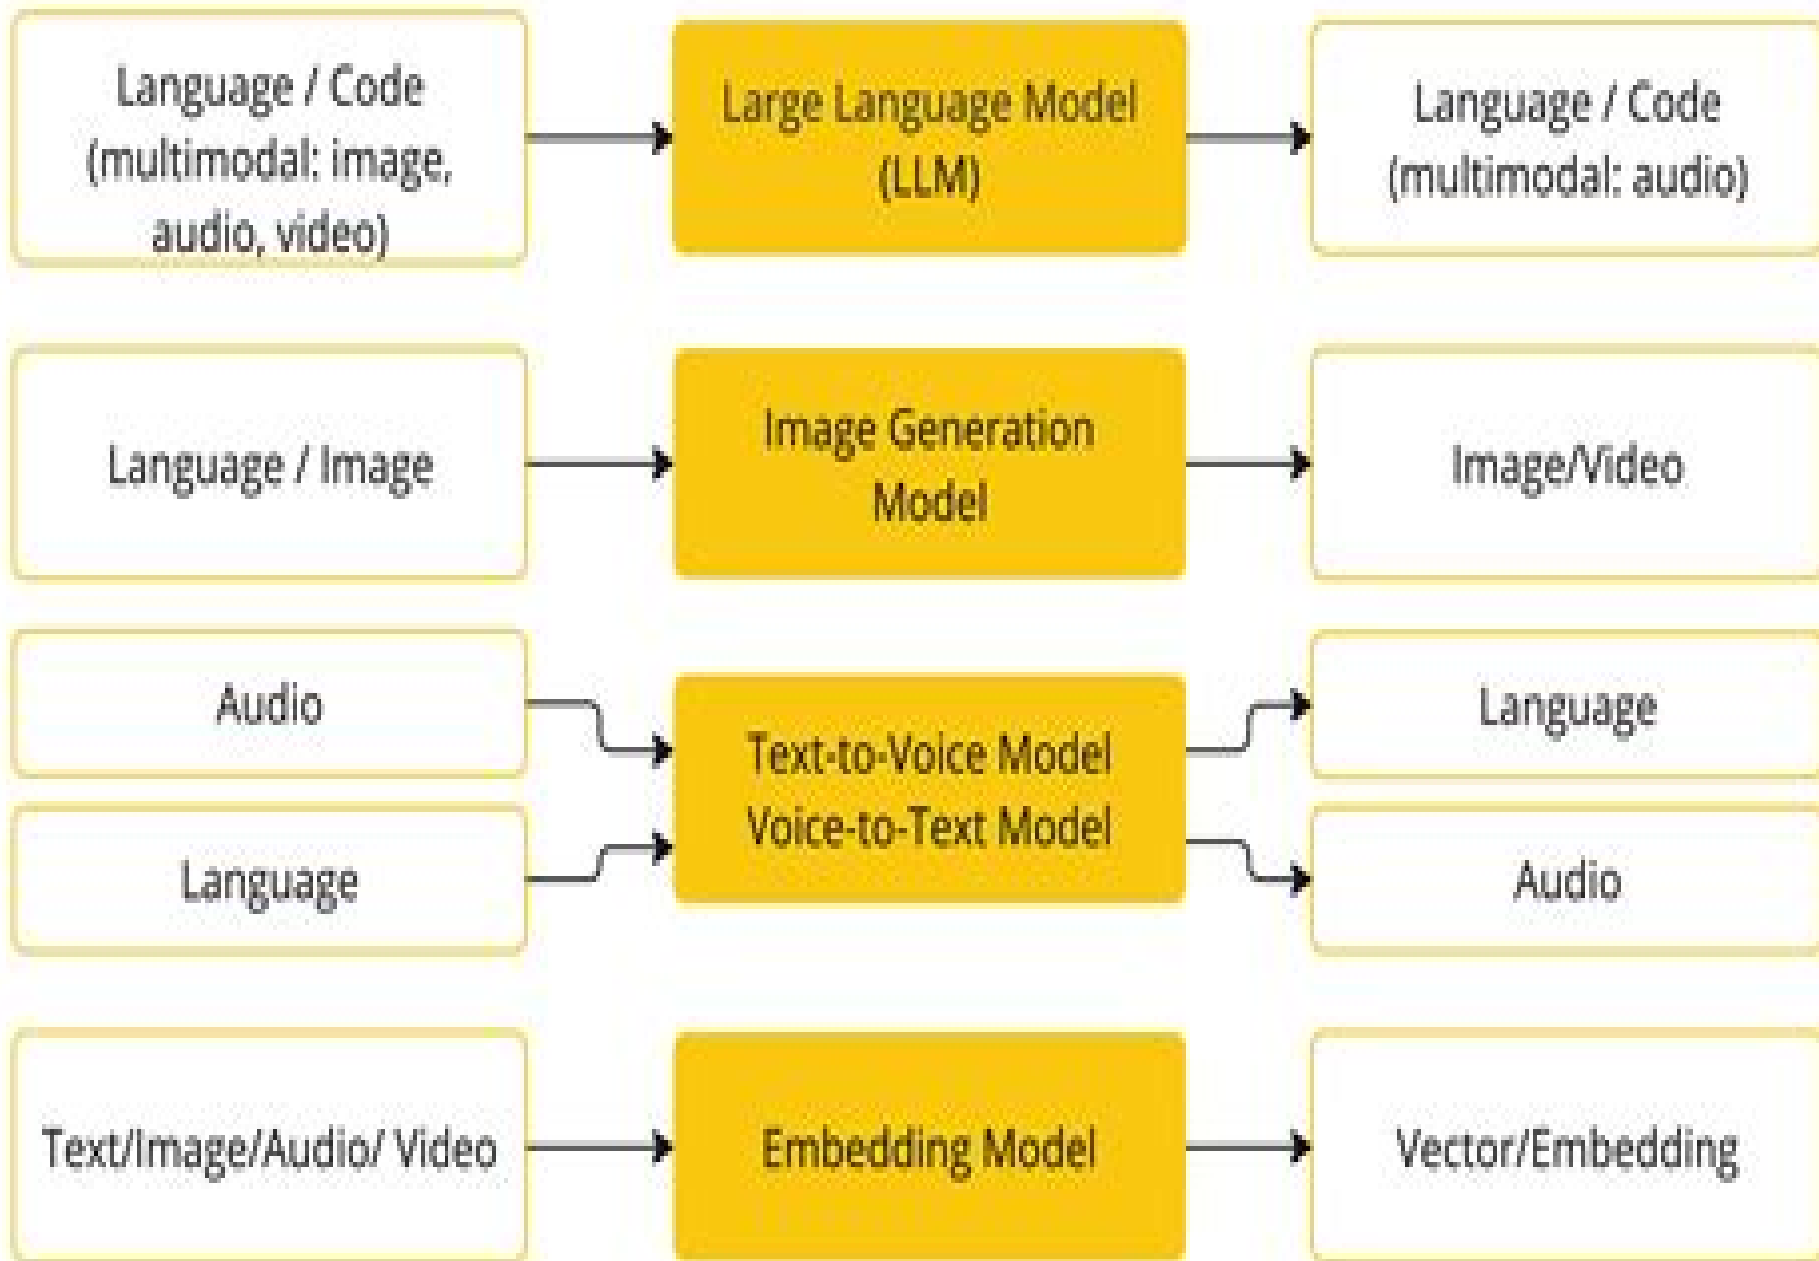 Language / Code
(multimodal: image,
audio, video)
Large Language Model
(LLM)
Language / Code
(multimodal: audio)
Language / Image
Image Generation
Model
Image/Video
Audio
Language
Text-to-Voice Model
Voice-to-Text Model
Language
Audio
Text/Image/Audio/ Video
Embedding Model
Vector/Embedding